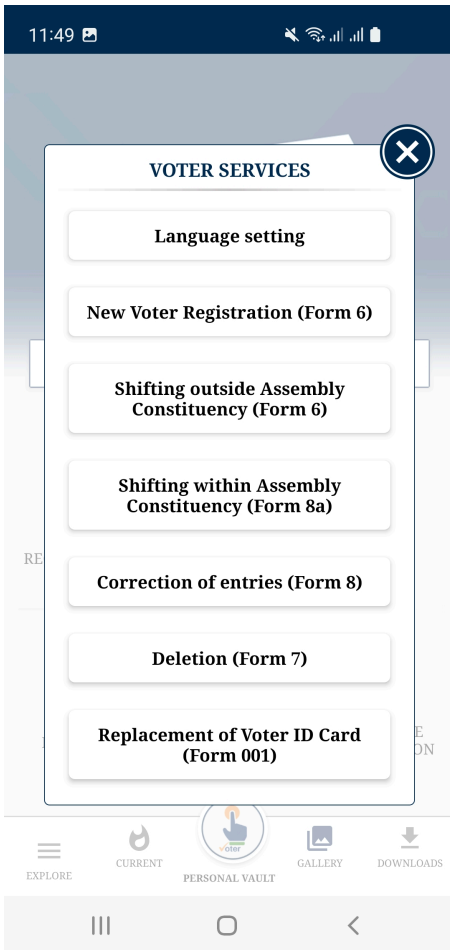 11:49
VOTER SERVICES
Language setting
New Voter Registration (Form 6)
Shifting outside Assembly
Constituency (Form 6)
Shifting within Assembly
Constituency (Form 8a)
Correction of entries (Form 8)
RE
Deletion (Form 7)
Replacement of Voter ID Card
(Form 001)
E
ON
voter
EXPLORE
CURRENT
PERSONAL VAULT
GALLERY
DOWNLOADS